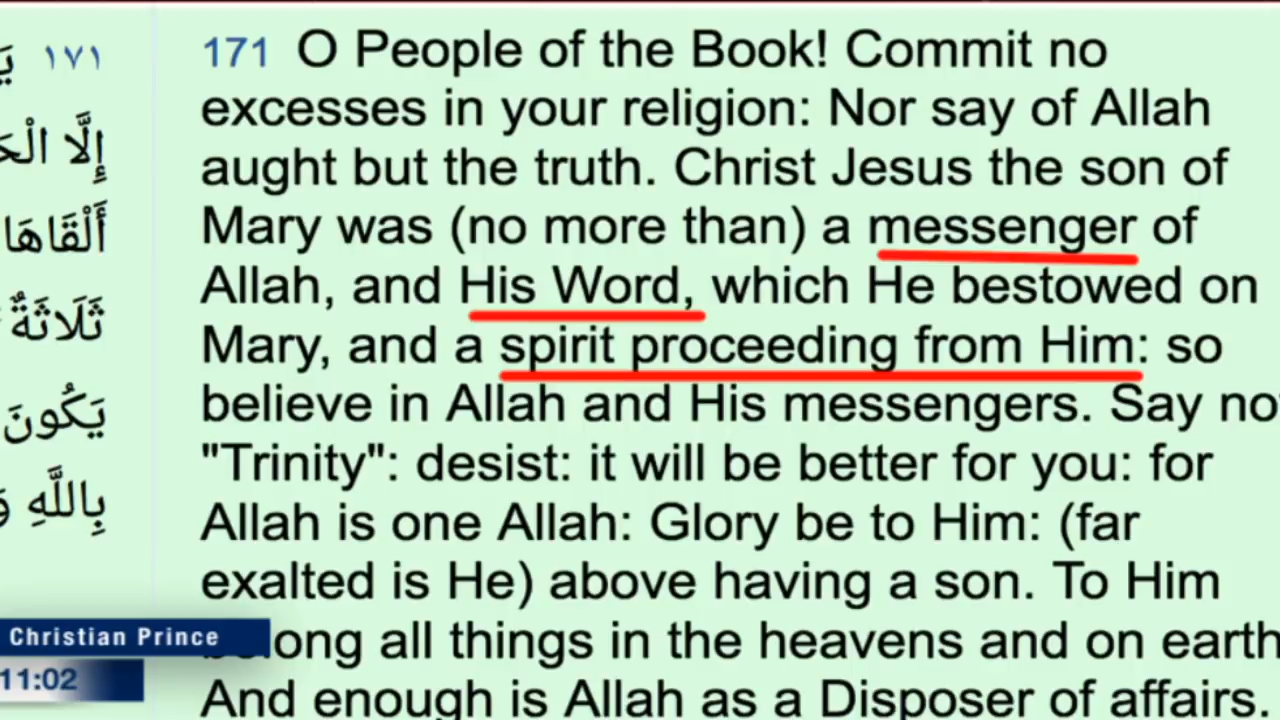 ١٧١ يَ
إِلَّا الْحَ
أَلْقَاهَا
ثَلَاثَةٌ
يَكُونَ
بِاللَّهِ وَ
171 O People of the Book! Commit no
excesses in your religion: Nor say of Allah
aught but the truth. Christ Jesus the son of
Mary was (no more than) a messenger of
Allah, and His Word, which He bestowed on
Mary, and a spirit proceeding from Him: so
believe in Allah and His messengers. Say no
"Trinity": desist: it will be better for you: for
Allah is one Allah: Glory be to Him: (far
exalted is He) above having a son. To Him
belong all things in the heavens and on earth
And enough is Allah as a Disposer of affairs.
Christian Prince
11:02